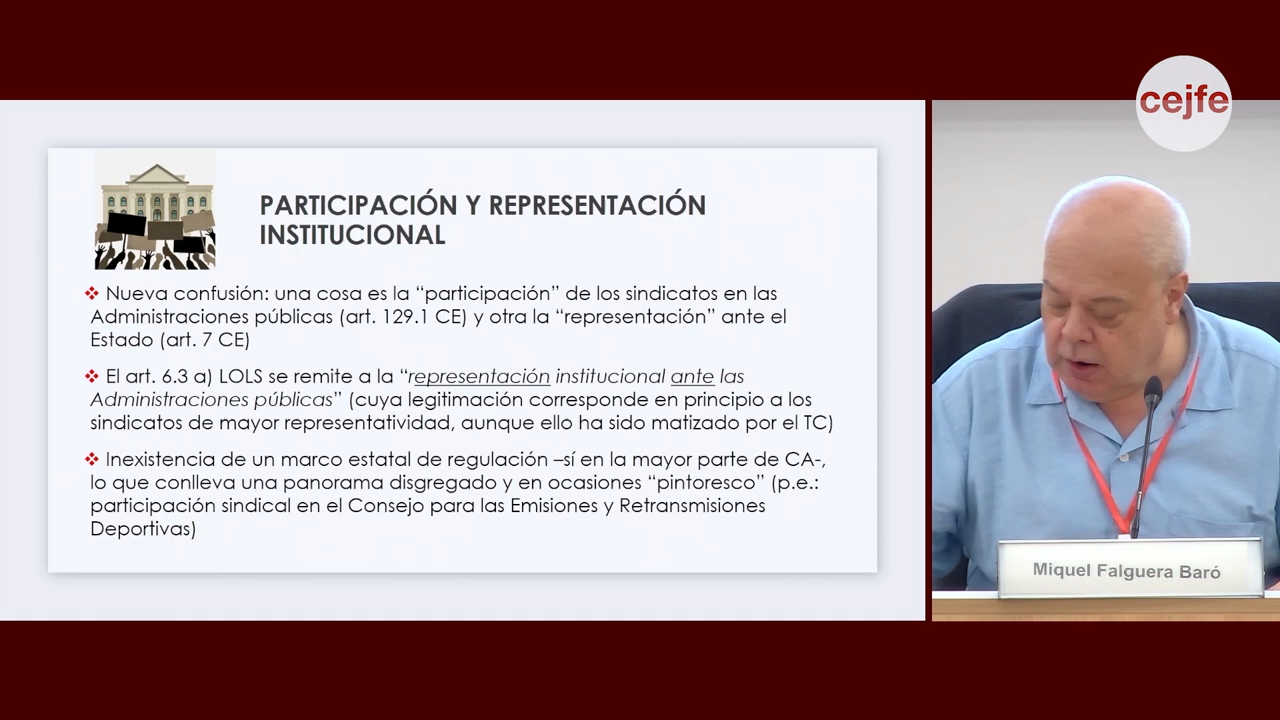 cejfe
PARTICIPACIÓN Y REPRESENTACIÓN
INSTITUCIONAL
❖ Nueva confusión: una cosa es la “participación” de los sindicatos en las
Administraciones públicas (art. 129.1 CE) y otra la “representación” ante el
Estado (art. 7 CE)
❖ El art. 6.3 a) LOLS se remite a la “representación institucional ante las
Administraciones públicas” (cuya legitimación corresponde en principio a los
sindicatos de mayor representatividad, aunque ello ha sido matizado por el TC)
❖ Inexistencia de un marco estatal de regulación –sí en la mayor parte de CA-,
lo que conlleva una panorama disgregado y en ocasiones “pintoresco” (p.e.:
participación sindical en el Consejo para las Emisiones y Retransmisiones
Deportivas)
Miquel Falguera Baró